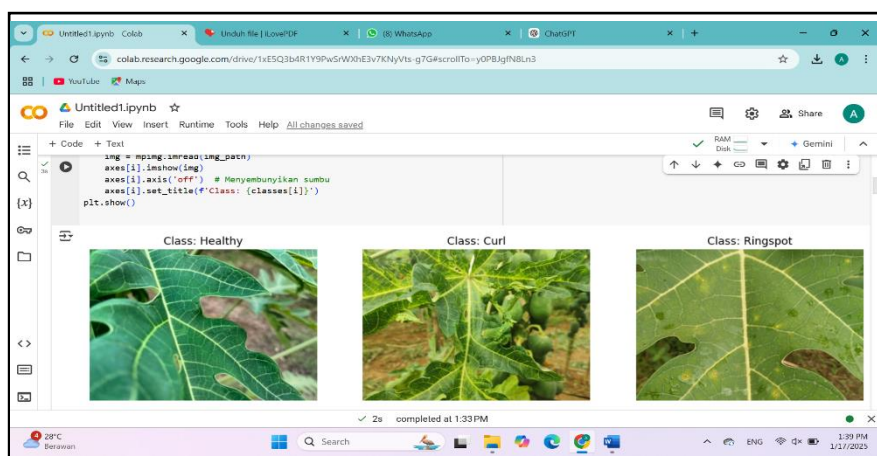 Untitled1.ipynb - Colab
Unduh file | iLovePDF
(8) WhatsApp
ChatGPT
colab.research.google.com/drive/1xE5Q3b4R1Y9PwSrWXhE3v7KNyVts-g7G#scrollTo=y0PBJgfN8Ln3
YouTube
Maps
Untitled1.ipynb
Share
A
File Edit View Insert Runtime Tools Help All changes saved
+ Code + Text
RAM
Disk
Gemini
3s
img = mpimg.imread(img_path)
axes[i].imshow(img)
axes[i].axis('off') # Menyembunyikan sumbu
axes[i].set_title(f'Class: {classes[i]}')
plt.show()
Class: Healthy
Class: Curl
Class: Ringspot
2s completed at 1:33 PM
28°C
Berawan
Search
ENG
1:39 PM
1/17/2025